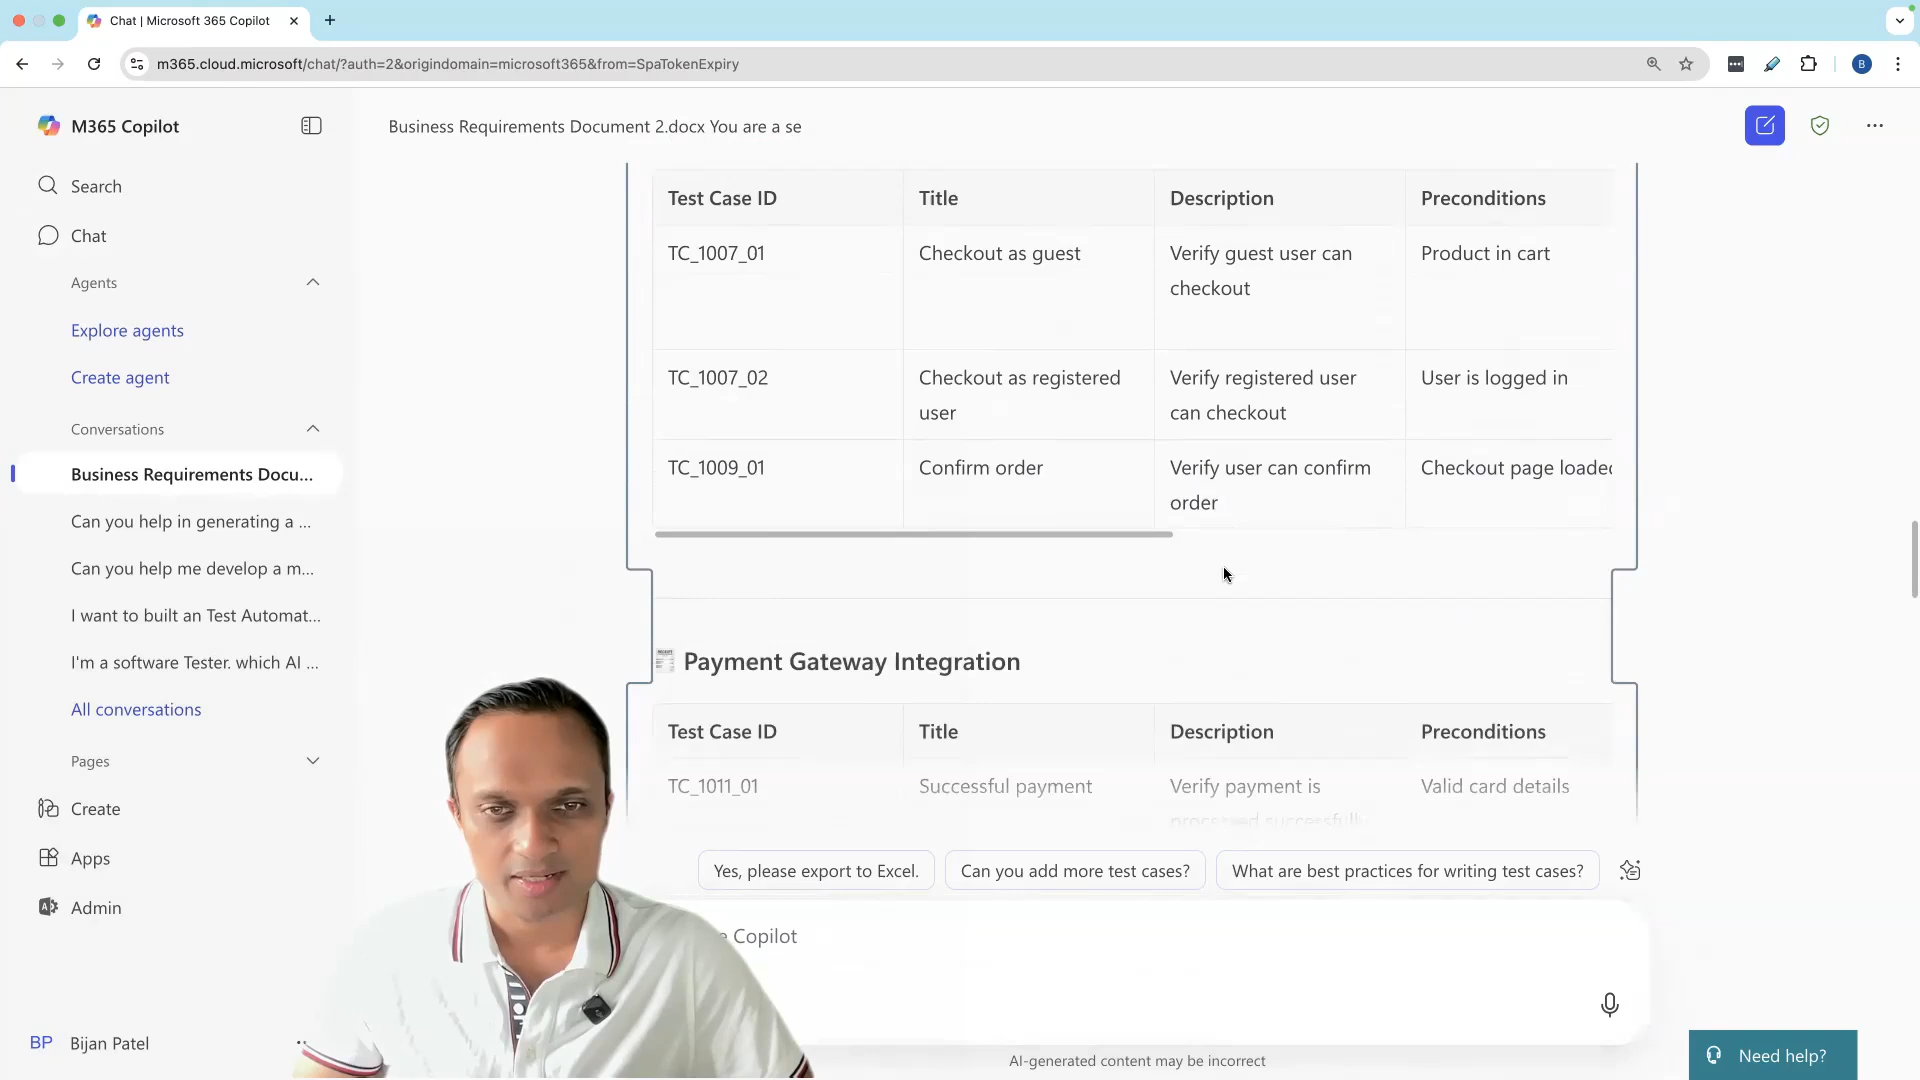 Chat | Microsoft 365 Copilot
m365.cloud.microsoft/chat/?auth=2&origindomain=microsoft365&from=SpaTokenExpiry
B
M365 Copilot
Business Requirements Document 2.docx You are a se
Search
Chat
Agents
Explore agents
Create agent
Conversations
Business Requirements Docu...
Can you help in generating a ...
Can you help me develop a m...
I want to built an Test Automat...
I'm a software Tester. which AI ...
All conversations
Pages
Create
Apps
Admin
BP Bijan Patel
Test Case ID Title Description Preconditions
TC_1007_01 Checkout as guest Verify guest user can Product in cart
checkout
TC_1007_02 Checkout as registered Verify registered user User is logged in
user can checkout
TC_1009_01 Confirm order Verify user can confirm Checkout page loaded
order
Payment Gateway Integration
Test Case ID Title Description Preconditions
TC_1011_01 Successful payment Verify payment is Valid card details
successfully
Yes, please export to Excel. Can you add more test cases? What are best practices for writing test cases?
Copilot
AI-generated content may be incorrect
Need help?